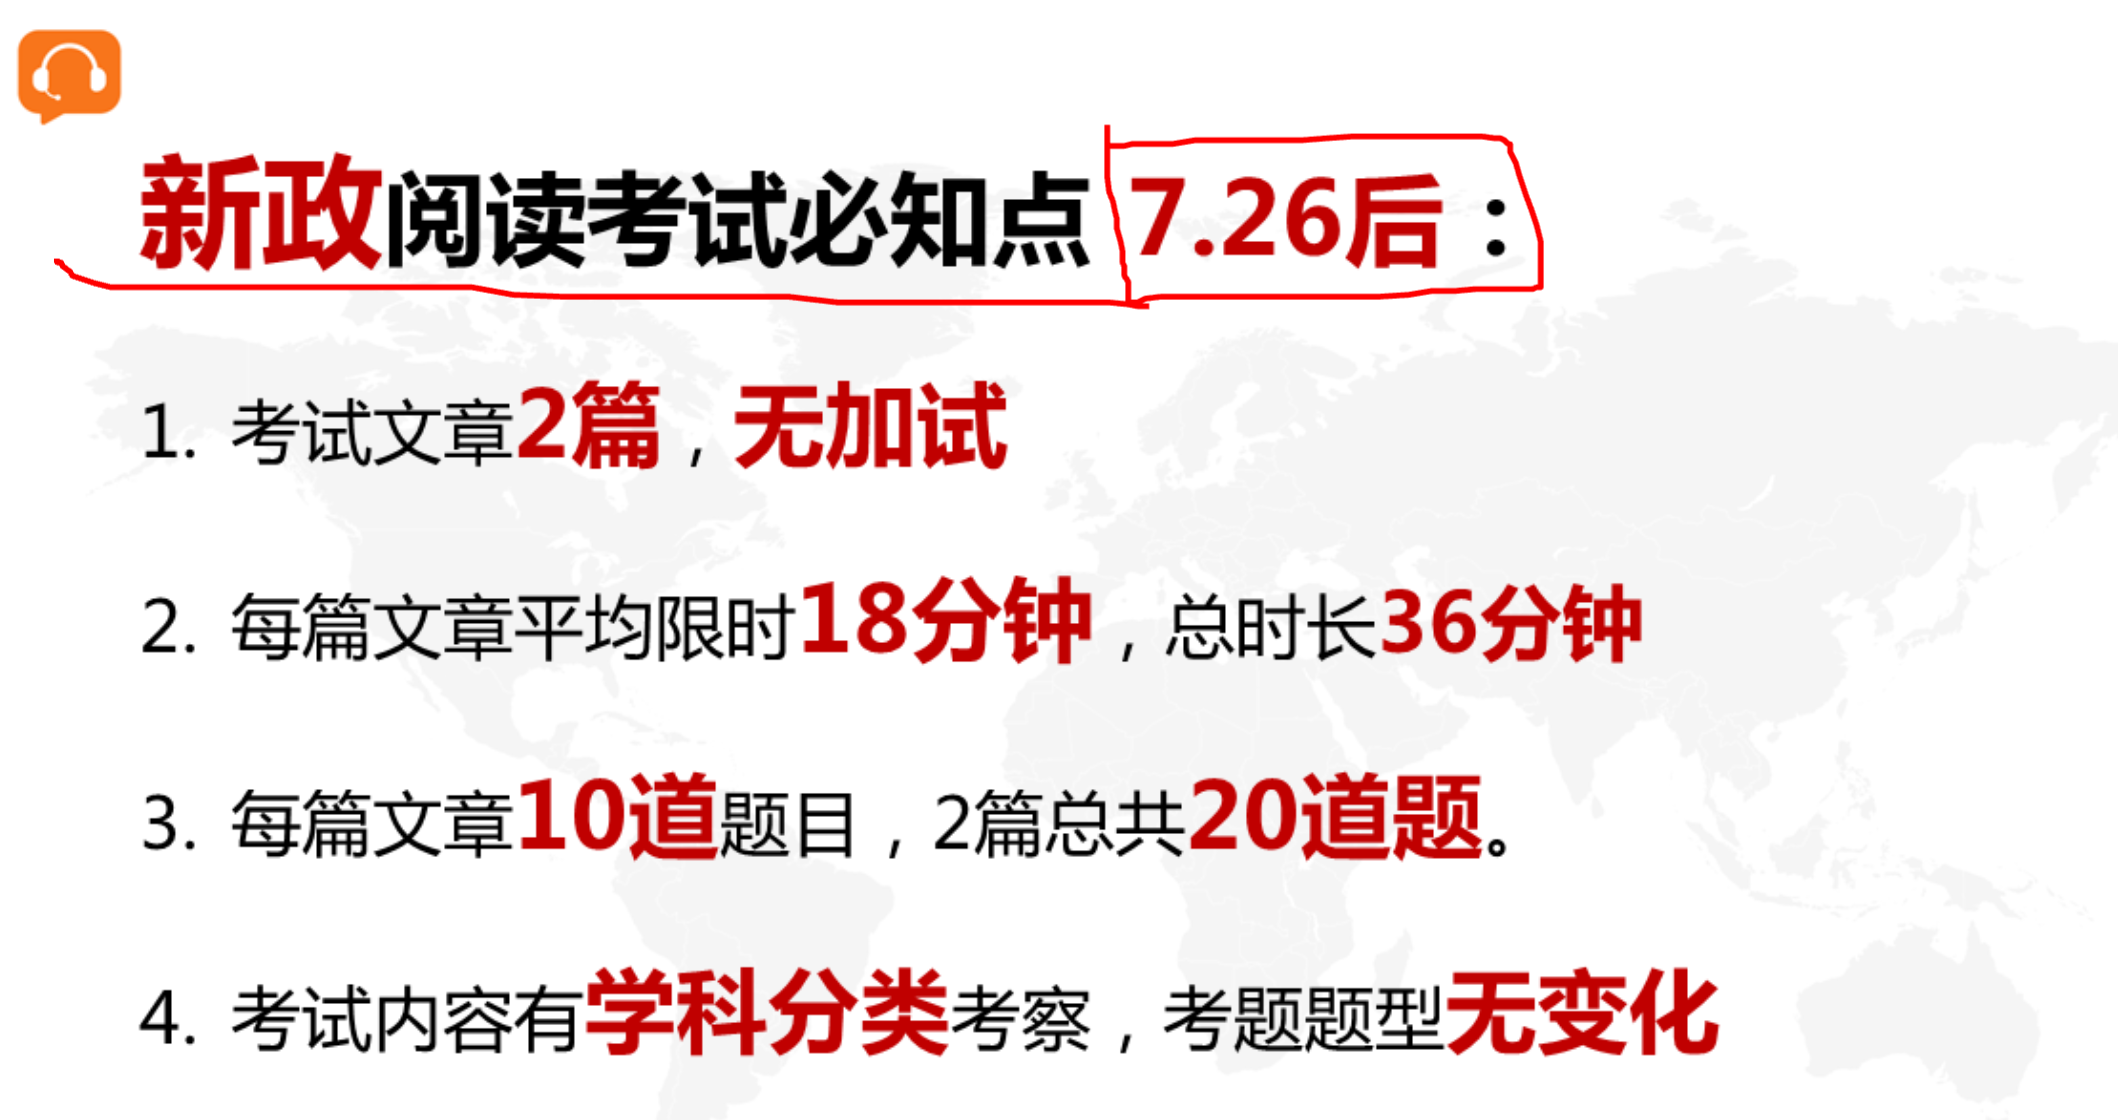 新政阅读考试必知点 7.26后：
1. 考试文章2篇，无加试
2. 每篇文章平均限时18分钟，总时长36分钟
3. 每篇文章10道题目，2篇总共20道题。
4. 考试内容有学科分类考察，考题题型无变化